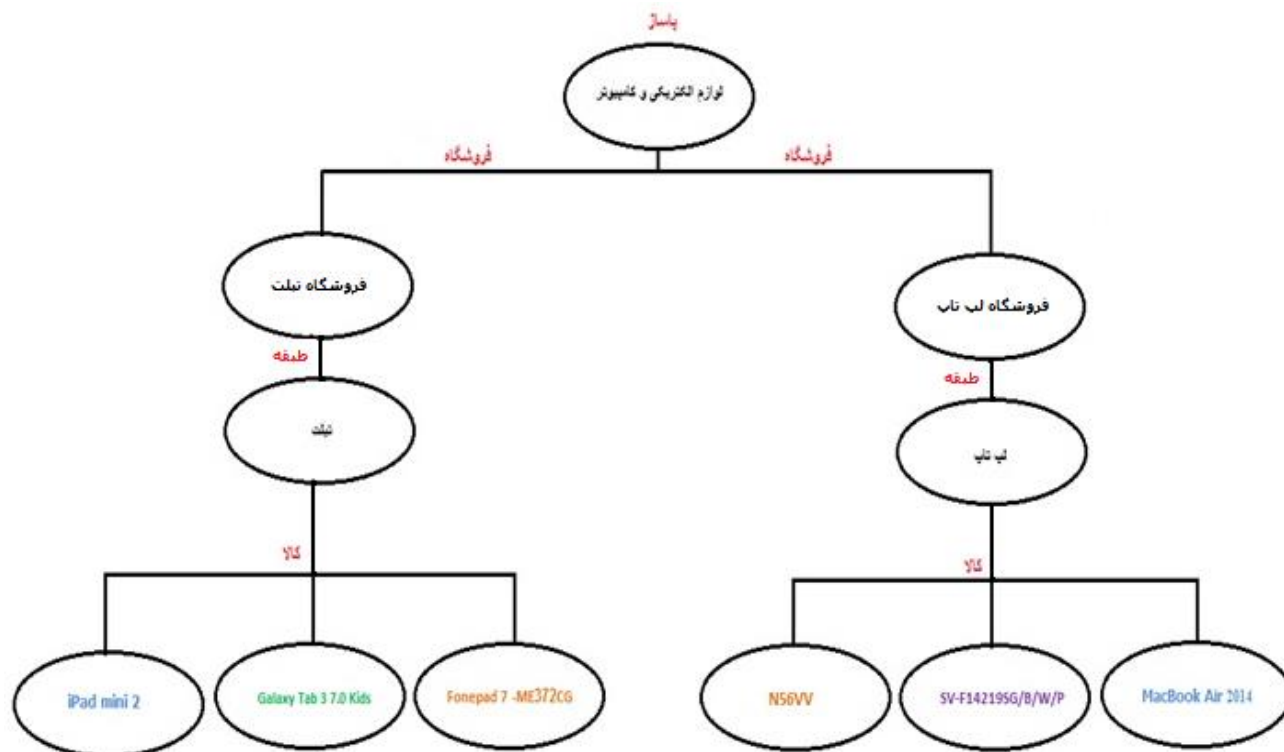 پاساژ
لوازم الکتریکی و کامپیوتر
فروشگاه
فروشگاه
فروشگاه تبلت
فروشگاه لپ تاپ
طبقه
طبقه
تبلت
لپ تاپ
کالا
کالا
iPad mini 2
Galaxy Tab 3 7.0 Kids
Fonepad 7 -ME372CG
N56VV
SV-F14219SG/B/W/P
MacBook Air 2014